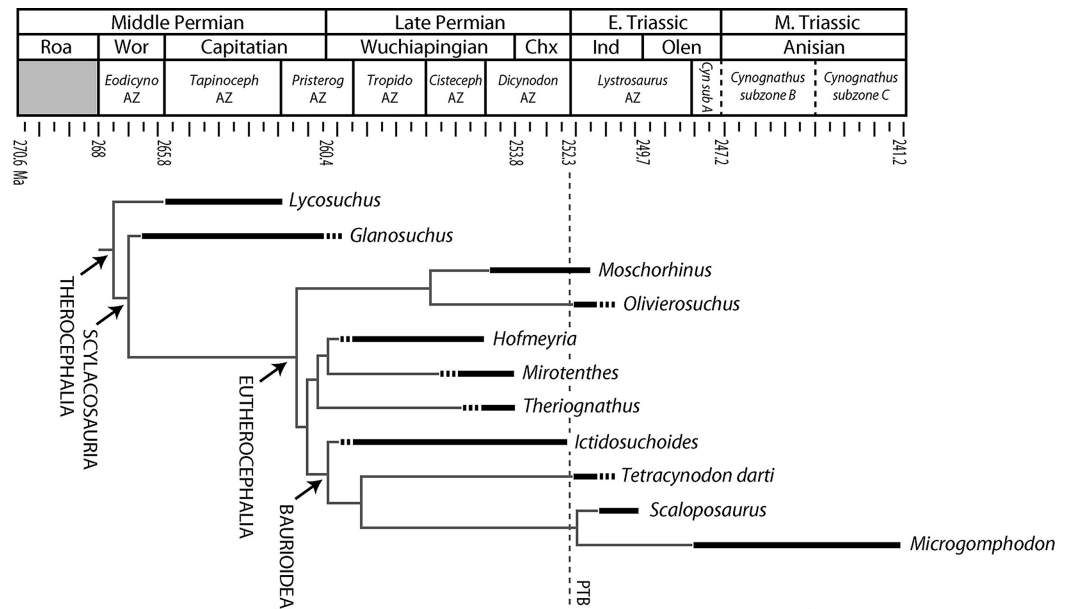 Middle Permian Late Permian E. Triassic M. Triassic
Roa Wor Capitatian Wuchiapingian Chx Ind Olen Anisian
Eodicyno Tapinoceph Pristerog Tropido Cisteceph Dicynodon Lystrosaurus Cyn sub A Cynognathus Cynognathus
AZ AZ AZ AZ AZ AZ AZ subzone B subzone C
270.6 Ma 268 265.8 260.4 253.8 252.3 249.7 247.2 241.2
Lycosuchus
Glanosuchus
Moschorhinus
THEROCEPHALIA
Olivierosuchus
SCYLACOSAURIA
Hofmeyria
Mirotenthes
EUTHEROCEPHALIA
Theriognathus
Ictidosuchoides
Tetracynodon darti
BAURIOIDEA
Scaloposaurus
Microgomphodon
PTB